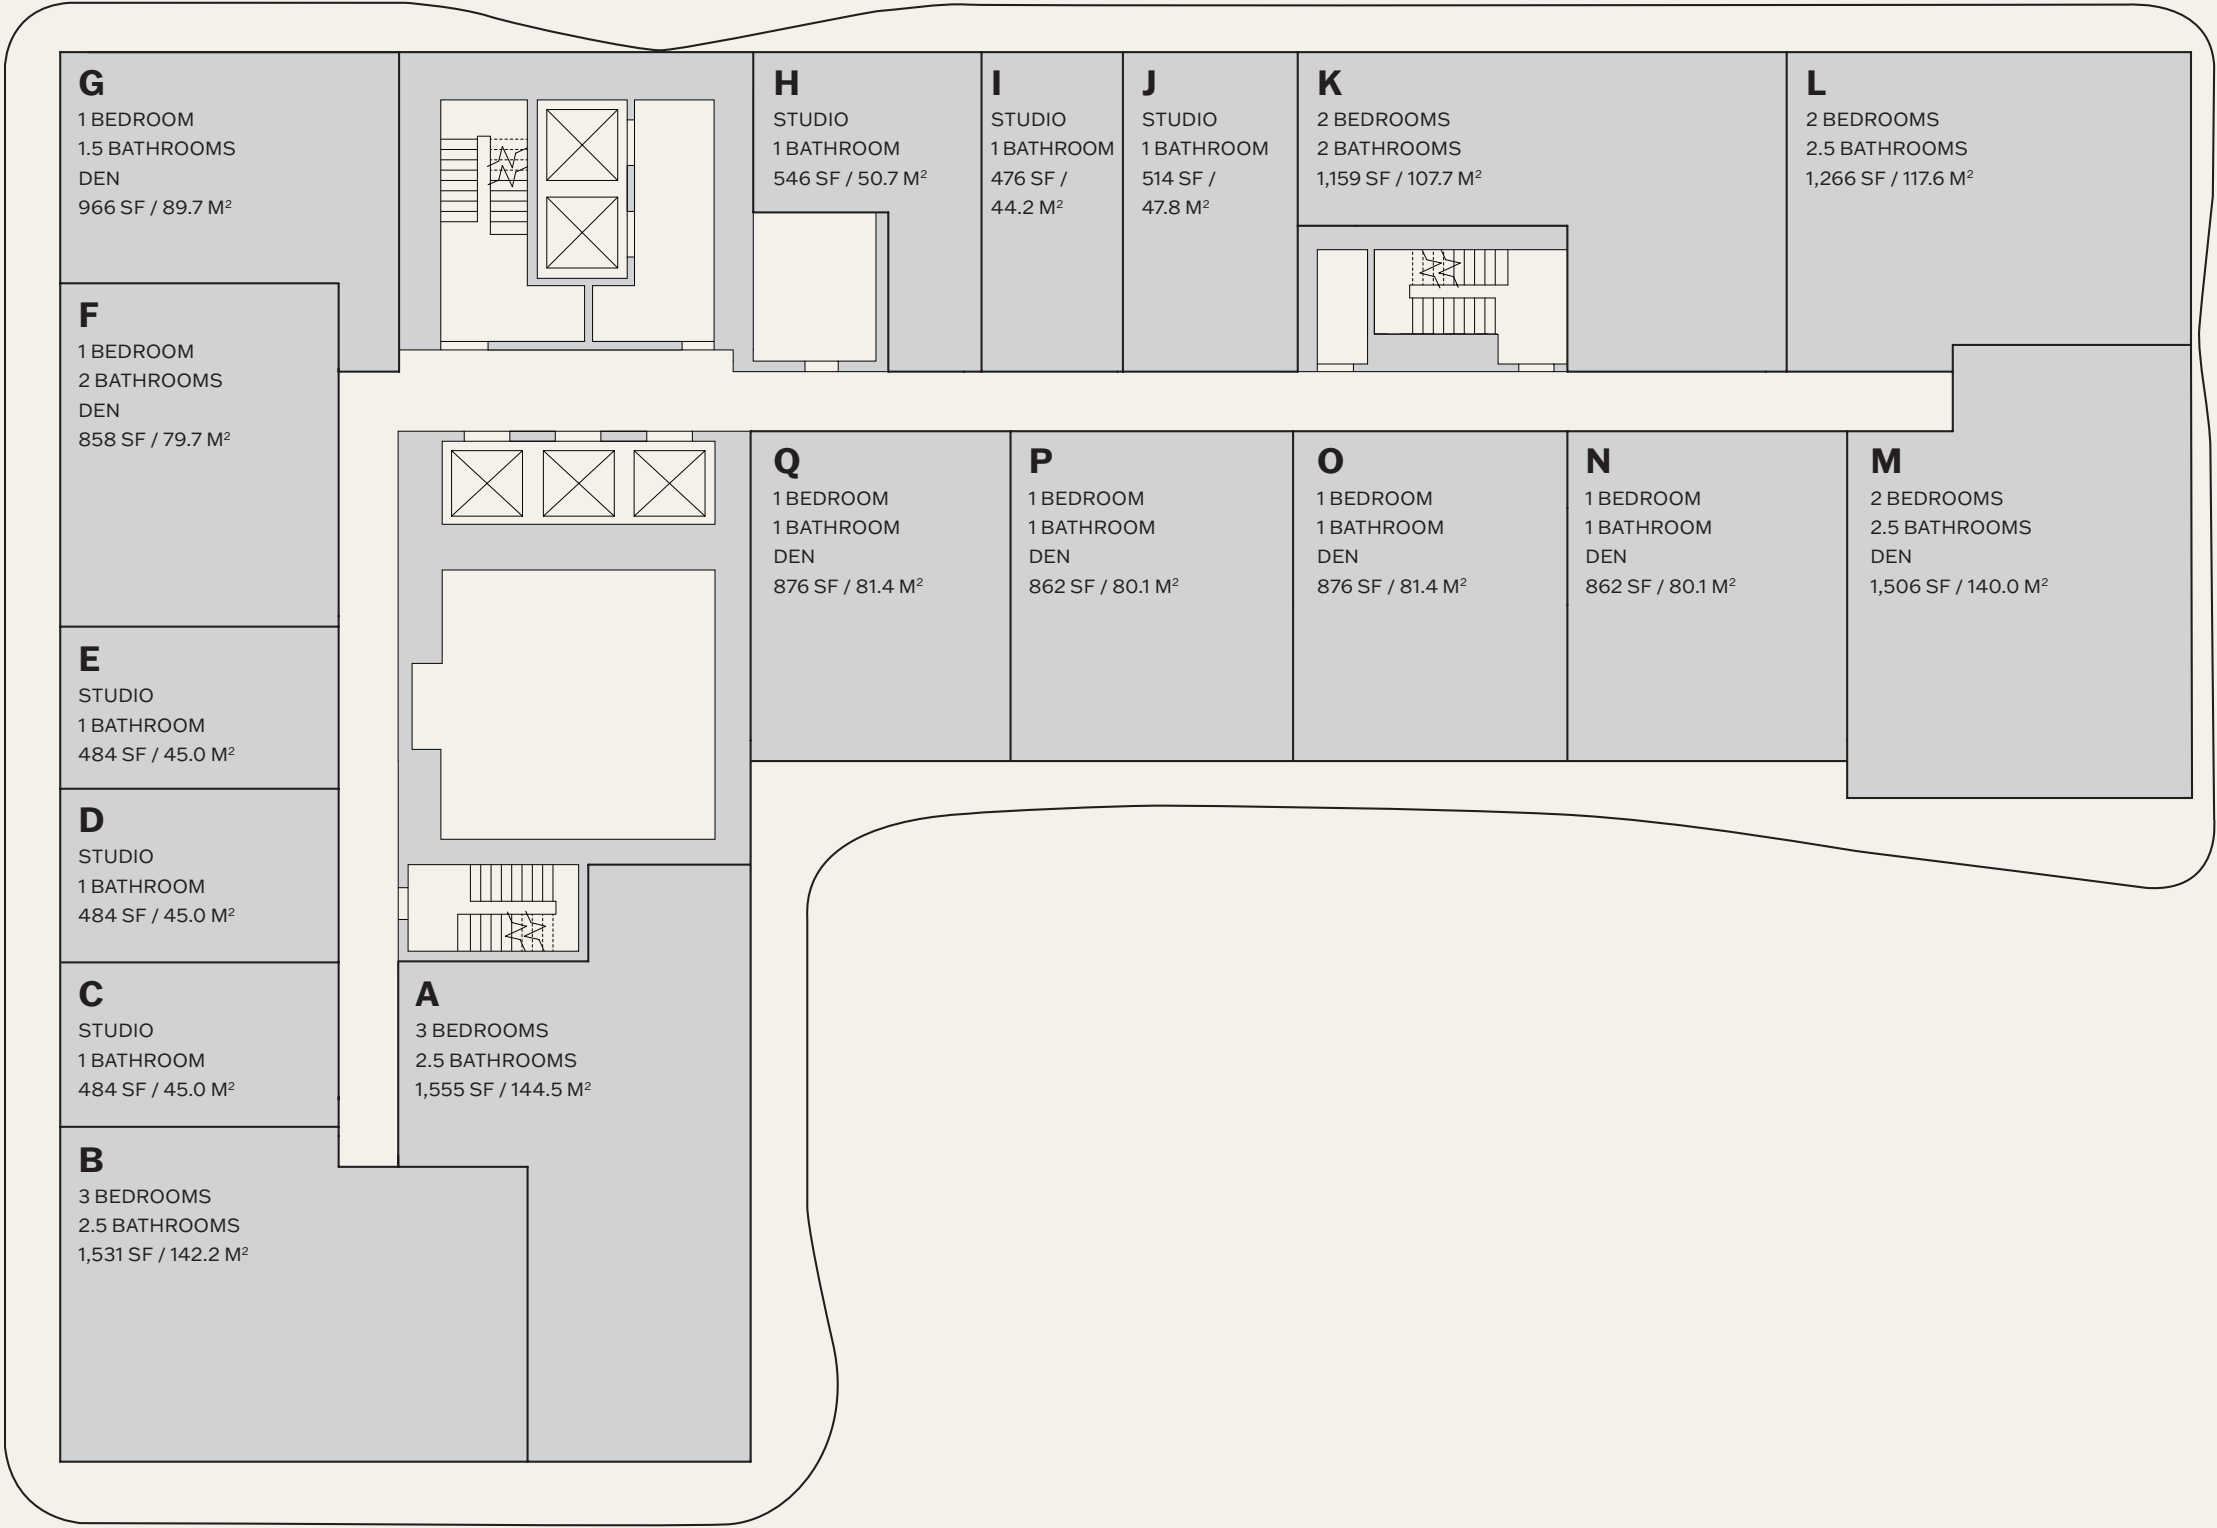 G
1 BEDROOM
1.5 BATHROOMS
DEN
966 SF / 89.7 M²
H
STUDIO
1 BATHROOM
546 SF / 50.7 M²
I
STUDIO
1 BATHROOM
476 SF /
44.2 M²
J
STUDIO
1 BATHROOM
514 SF /
47.8 M²
K
2 BEDROOMS
2 BATHROOMS
1,159 SF / 107.7 M²
L
2 BEDROOMS
2.5 BATHROOMS
1,266 SF / 117.6 M²
F
1 BEDROOM
2 BATHROOMS
DEN
858 SF / 79.7 M²
Q
1 BEDROOM
1 BATHROOM
DEN
876 SF / 81.4 M²
P
1 BEDROOM
1 BATHROOM
DEN
862 SF / 80.1 M²
O
1 BEDROOM
1 BATHROOM
DEN
876 SF / 81.4 M²
N
1 BEDROOM
1 BATHROOM
DEN
862 SF / 80.1 M²
M
2 BEDROOMS
2.5 BATHROOMS
DEN
1,506 SF / 140.0 M²
E
STUDIO
1 BATHROOM
484 SF / 45.0 M²
D
STUDIO
1 BATHROOM
484 SF / 45.0 M²
C
STUDIO
1 BATHROOM
484 SF / 45.0 M²
A
3 BEDROOMS
2.5 BATHROOMS
1,555 SF / 144.5 M²
B
3 BEDROOMS
2.5 BATHROOMS
1,531 SF / 142.2 M²